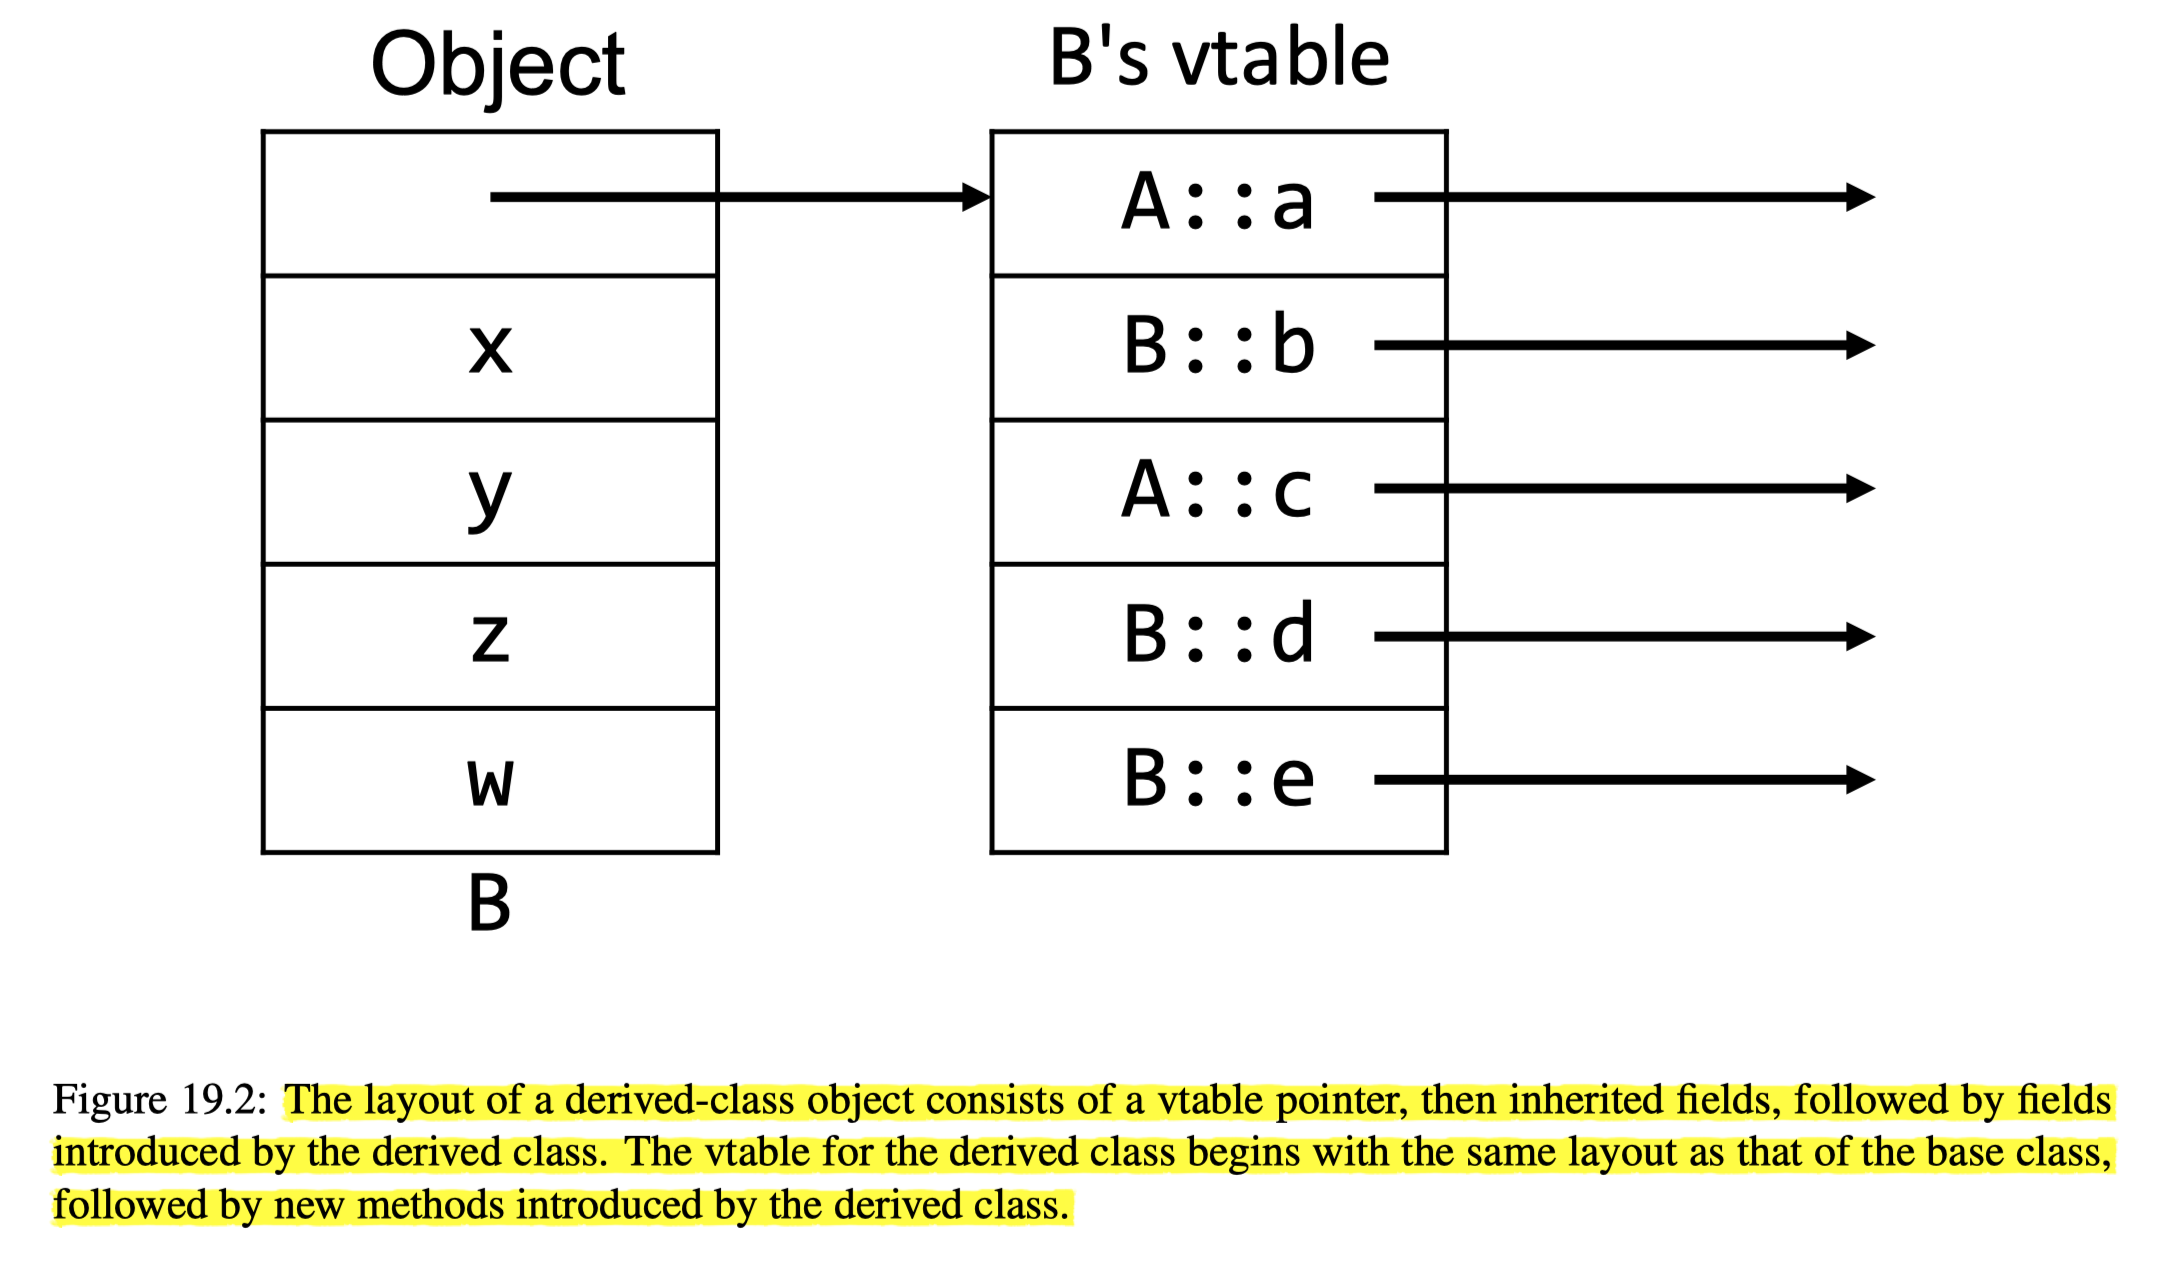 Object
B's vtable
A::a
x
B::b
y
A::c
z
B::d
w
B::e
B
Figure 19.2: The layout of a derived-class object consists of a vtable pointer, then inherited fields, followed by fields
introduced by the derived class. The vtable for the derived class begins with the same layout as that of the base class,
followed by new methods introduced by the derived class.